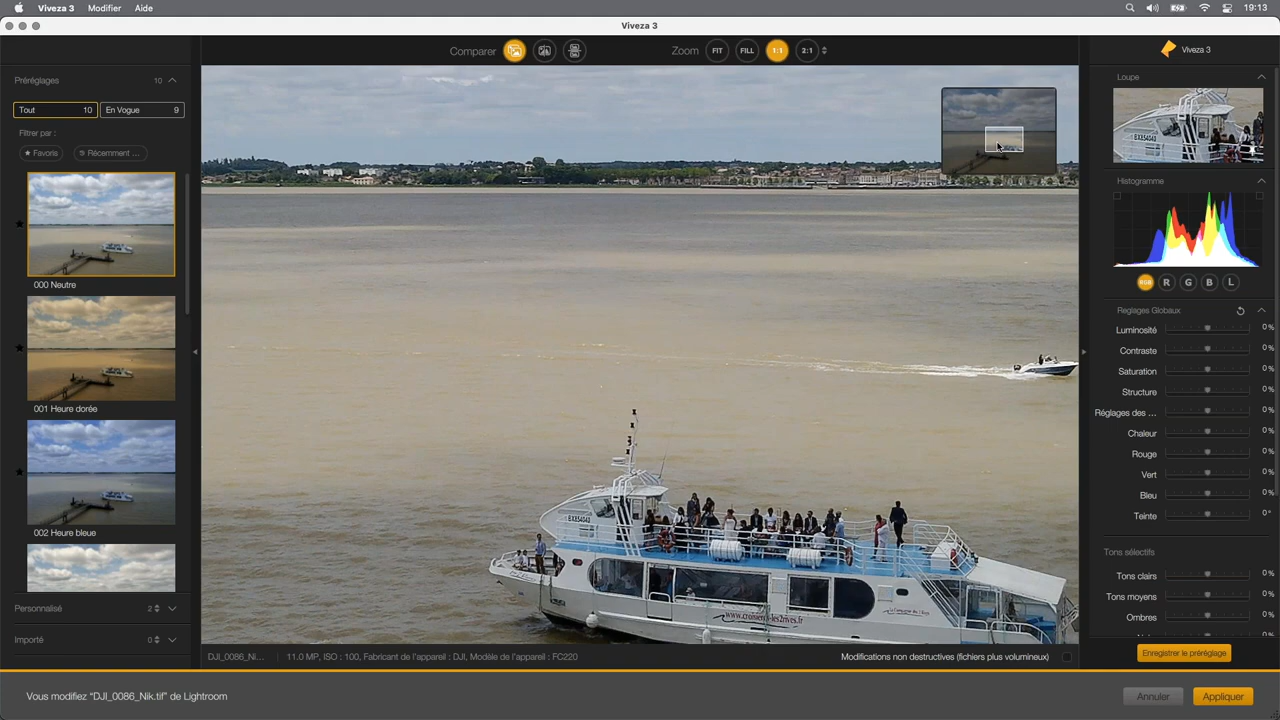 Viveza 3 Modifier Aide 19:13
Viveza 3
Comparer Zoom FIT FILL 1:1 2:1
Viveza 3
Préréglages 10
Tout 10 En Vogue 9
Filtrer par :
Favoris Récemment ...
000 Neutre
001 Heure dorée
002 Heure bleue
Personnalisé 2
Importé 0
BX854043
www.croisieres-les2rives.fr
Loupe
Histogramme
RGB R G B L
Reglages Globaux
Luminosité 0%
Contraste 0%
Saturation 0%
Structure 0%
Réglages des ... 0%
Chaleur 0%
Rouge 0%
Vert 0%
Bleu 0%
Teinte 0°
Tons sélectifs
Tons clairs 0%
Tons moyens 0%
Ombres 0%
Enregistrer le préréglage
DJI_0086_Ni... 11.0 MP, ISO : 100, Fabricant de l'appareil : DJI, Modèle de l'appareil : FC220 Modifications non destructives (fichiers plus volumineux)
Vous modifiez “DJI_0086_Nik.tif” de Lightroom
Annuler Appliquer